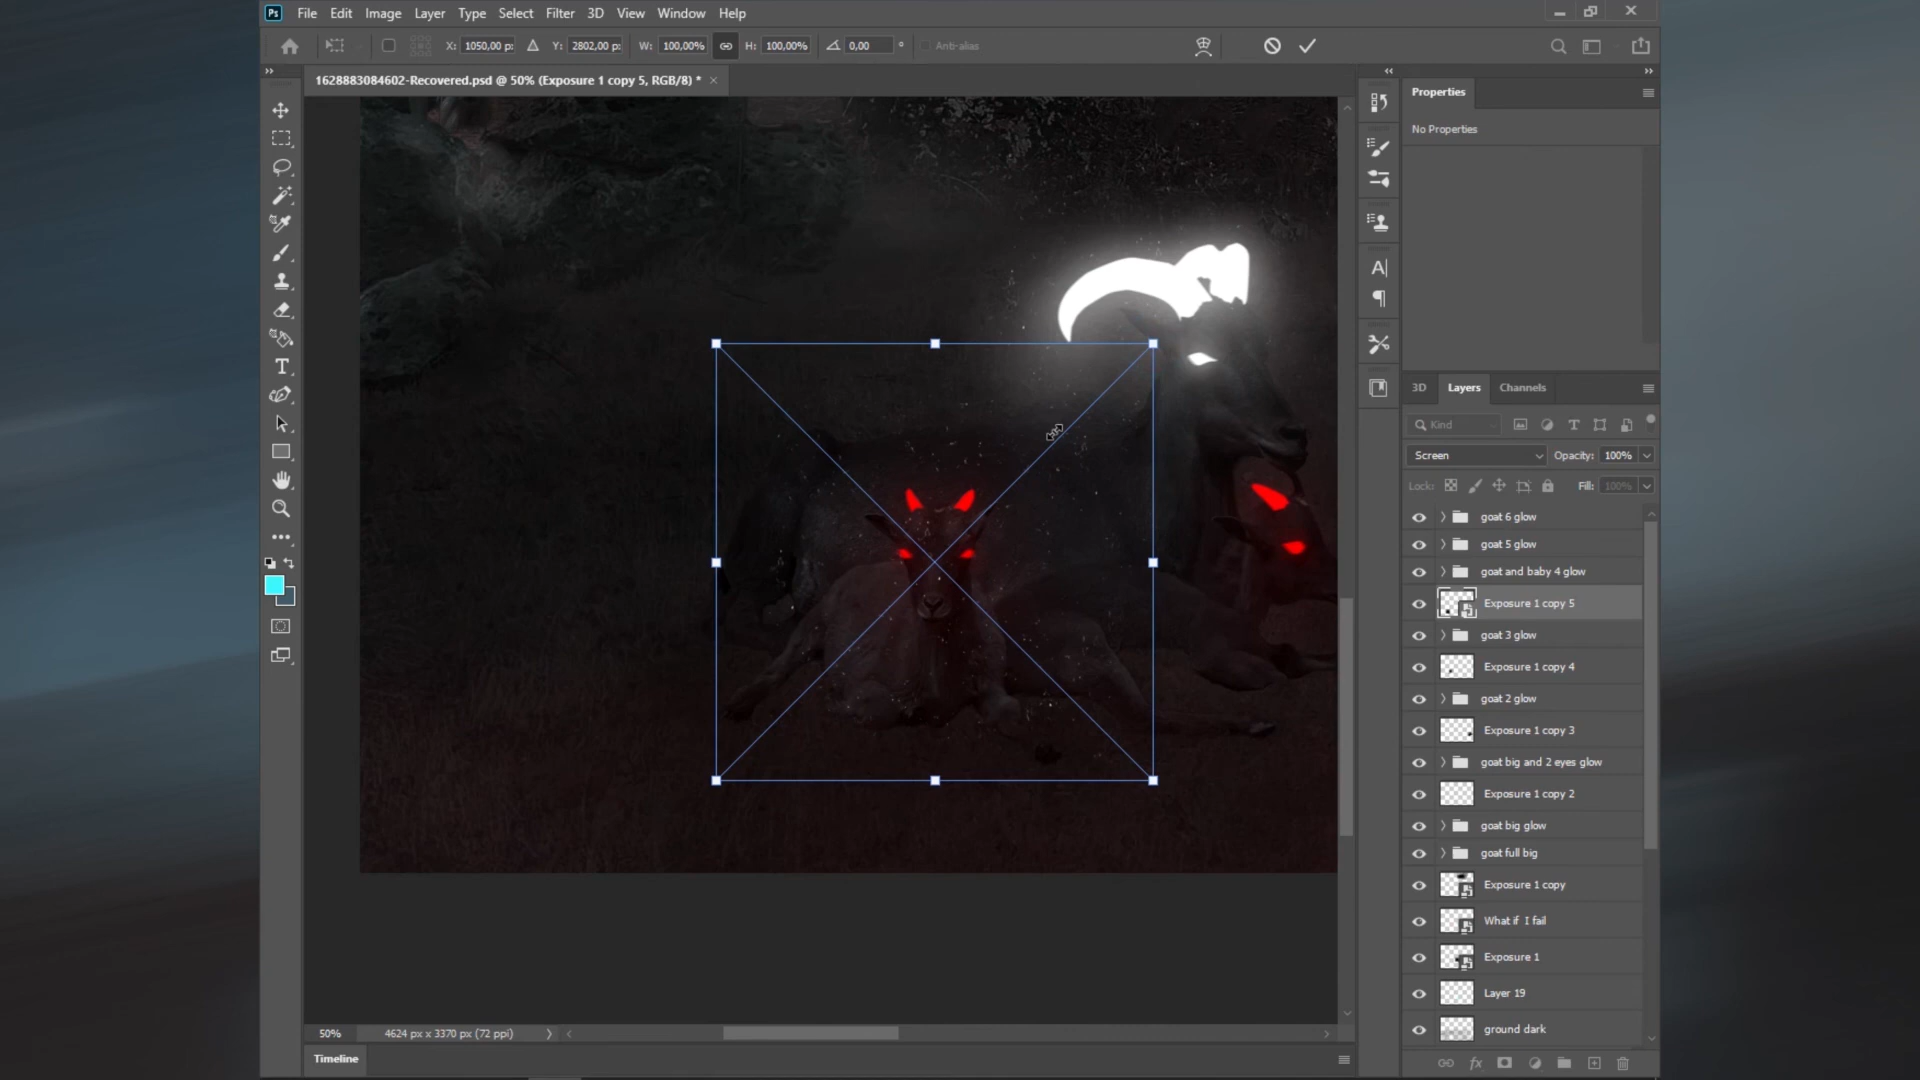 Ps File Edit Image Layer Type Select Filter 3D View Window Help
X: 1050,00 p: Y: 2802,00 p: W: 100,00% H: 100,00% 0,00 ° Anti-alias
1628883084602-Recovered.psd @ 50% (Exposure 1 copy 5, RGB/8) * ×
Properties
No Properties
3D Layers Channels
Kind
Screen Opacity: 100%
Lock: Fill: 100%
goat 6 glow
goat 5 glow
goat and baby 4 glow
Exposure 1 copy 5
goat 3 glow
Exposure 1 copy 4
goat 2 glow
Exposure 1 copy 3
goat big and 2 eyes glow
Exposure 1 copy 2
goat big glow
goat full big
Exposure 1 copy
What if I fail
Exposure 1
Layer 19
ground dark
fx
50% 4624 px x 3370 px (72 ppi)
Timeline